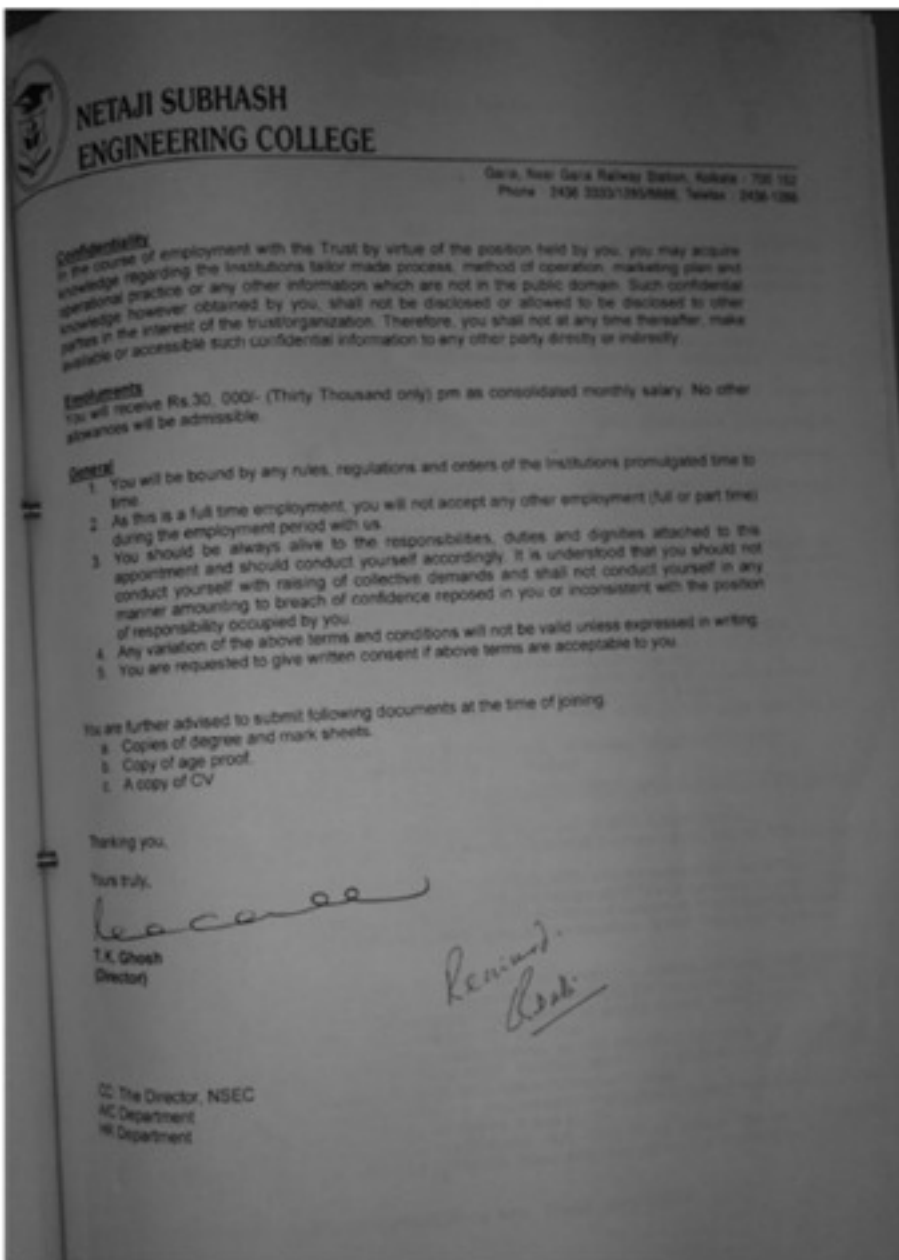 NETAJI SUBHASH
ENGINEERING COLLEGE
Garia, Near Garia Railway Station, Kolkata - 700 152
Phone : 2436
Confidentiality
In the course of employment with the Trust by virtue of the position held by you, you may acquire
knowledge regarding the Institutions tailor made process, method of operation, marketing plan and
operational practice or any other information which are not in the public domain. Such confidential
knowledge however obtained by you, shall not be disclosed or allowed to be disclosed to other
parties in the interest of the trust/organization. Therefore, you shall not at any time thereafter, make
available or accessible such confidential information to any other party directly or indirectly.
Emoluments
You will receive Rs.30, 000/- (Thirty Thousand only) pm as consolidated monthly salary. No other
allowances will be admissible.
General
1. You will be bound by any rules, regulations and orders of the Institutions promulgated time to
time.
2. As this is a full time employment, you will not accept any other employment (full or part time)
during the employment period with us.
3. You should be always alive to the responsibilities, duties and dignities attached to this
appointment and should conduct yourself accordingly. It is understood that you should not
conduct yourself with raising of collective demands and shall not conduct yourself in any
manner amounting to breach of confidence reposed in you or inconsistent with the position
of responsibility occupied by you.
4. Any variation of the above terms and conditions will not be valid unless expressed in writing.
5. You are requested to give written consent if above terms are acceptable to you.
You are further advised to submit following documents at the time of joining.
a. Copies of degree and mark sheets.
b. Copy of age proof.
c. A copy of CV
Thanking you,
Yours truly,
T.K. Ghosh
Director)
CC: The Director, NSEC
A/C Department
HR Department